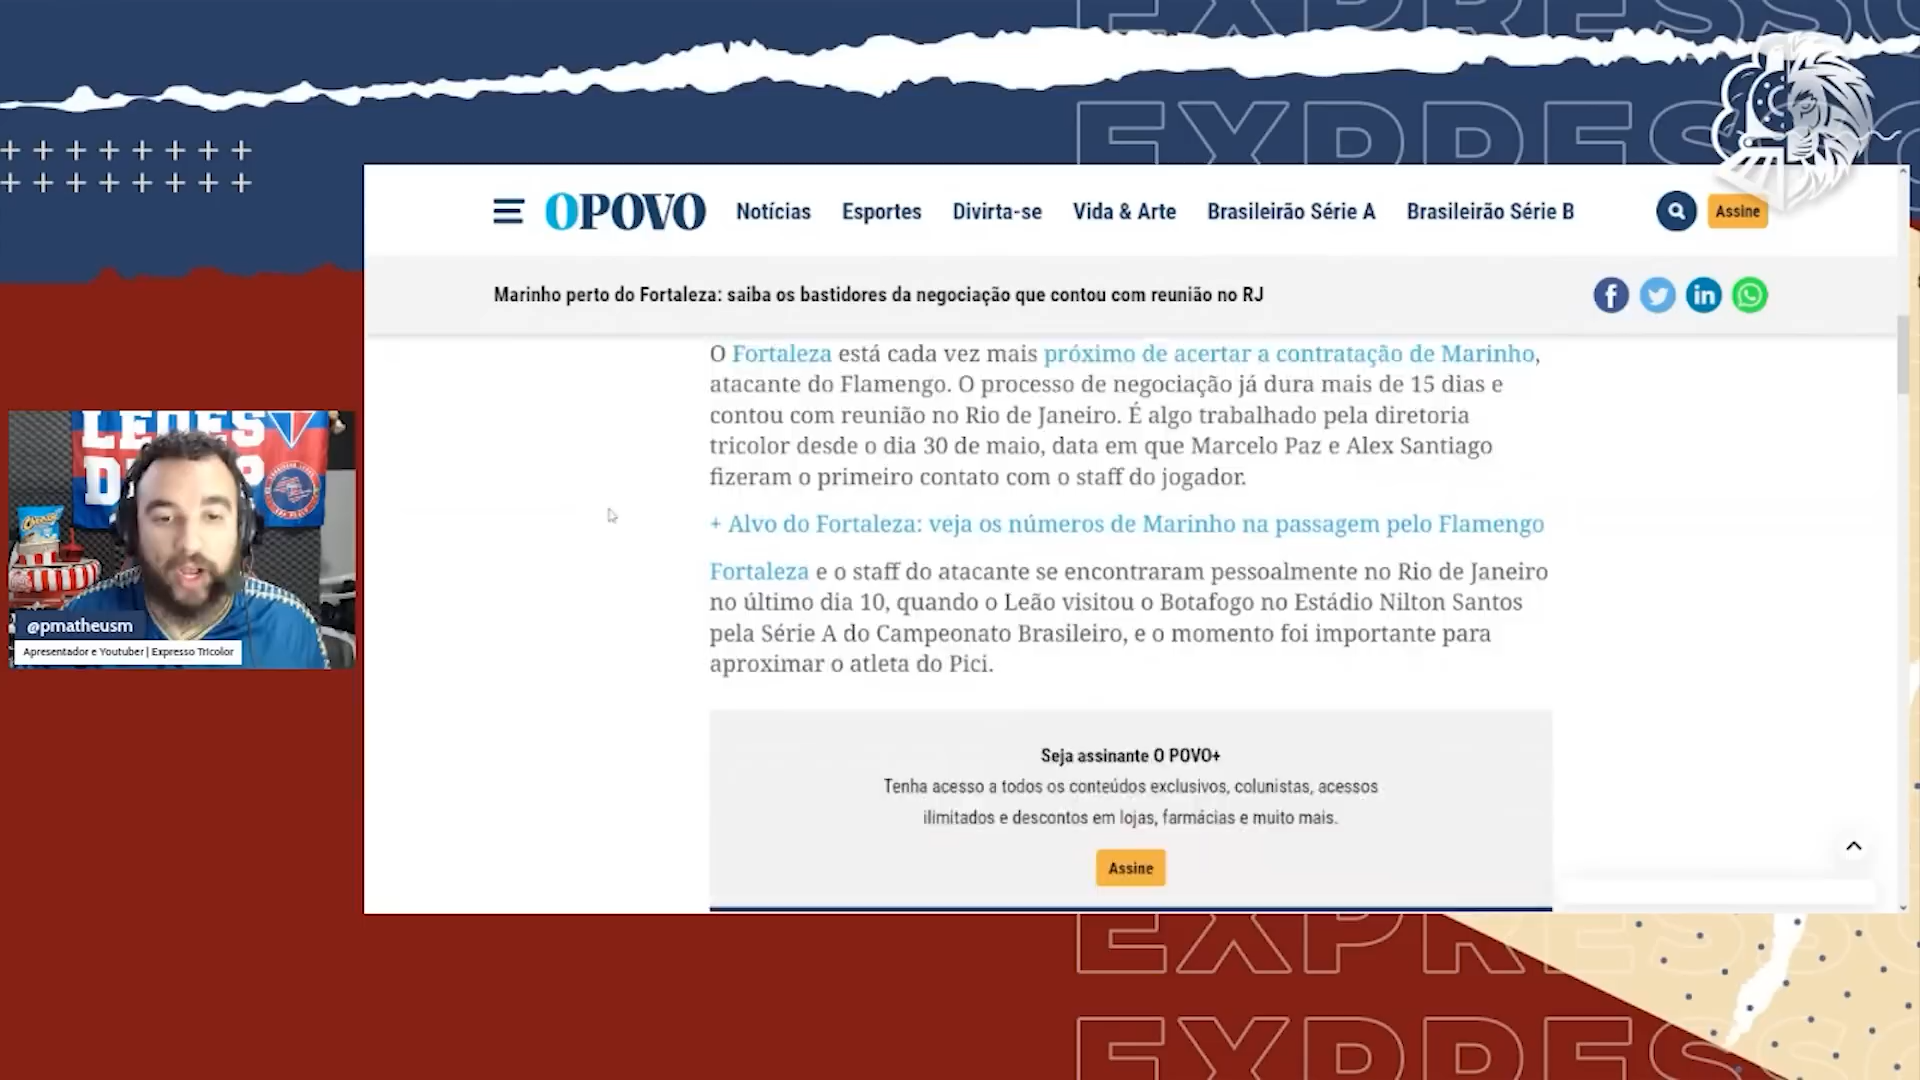 EXPRESSO
EXPRESS
OPOVO
Notícias
Esportes
Divirta-se
Vida & Arte
Brasileirão Série A
Brasileirão Série B
Assine
Marinho perto do Fortaleza: saiba os bastidores da negociação que contou com reunião no RJ
O Fortaleza está cada vez mais próximo de acertar a contratação de Marinho,
atacante do Flamengo. O processo de negociação já dura mais de 15 dias e
contou com reunião no Rio de Janeiro. É algo trabalhado pela diretoria
tricolor desde o dia 30 de maio, data em que Marcelo Paz e Alex Santiago
fizeram o primeiro contato com o staff do jogador.
+ Alvo do Fortaleza: veja os números de Marinho na passagem pelo Flamengo
Fortaleza e o staff do atacante se encontraram pessoalmente no Rio de Janeiro
no último dia 10, quando o Leão visitou o Botafogo no Estádio Nilton Santos
pela Série A do Campeonato Brasileiro, e o momento foi importante para
aproximar o atleta do Pici.
Seja assinante O POVO+
Tenha acesso a todos os conteúdos exclusivos, colunistas, acessos
ilimitados e descontos em lojas, farmácias e muito mais.
Assine
LEÕES
D
@pmatheusm
Apresentador e Youtuber | Expresso Tricolor
EXPRESSO
EXPRESSO